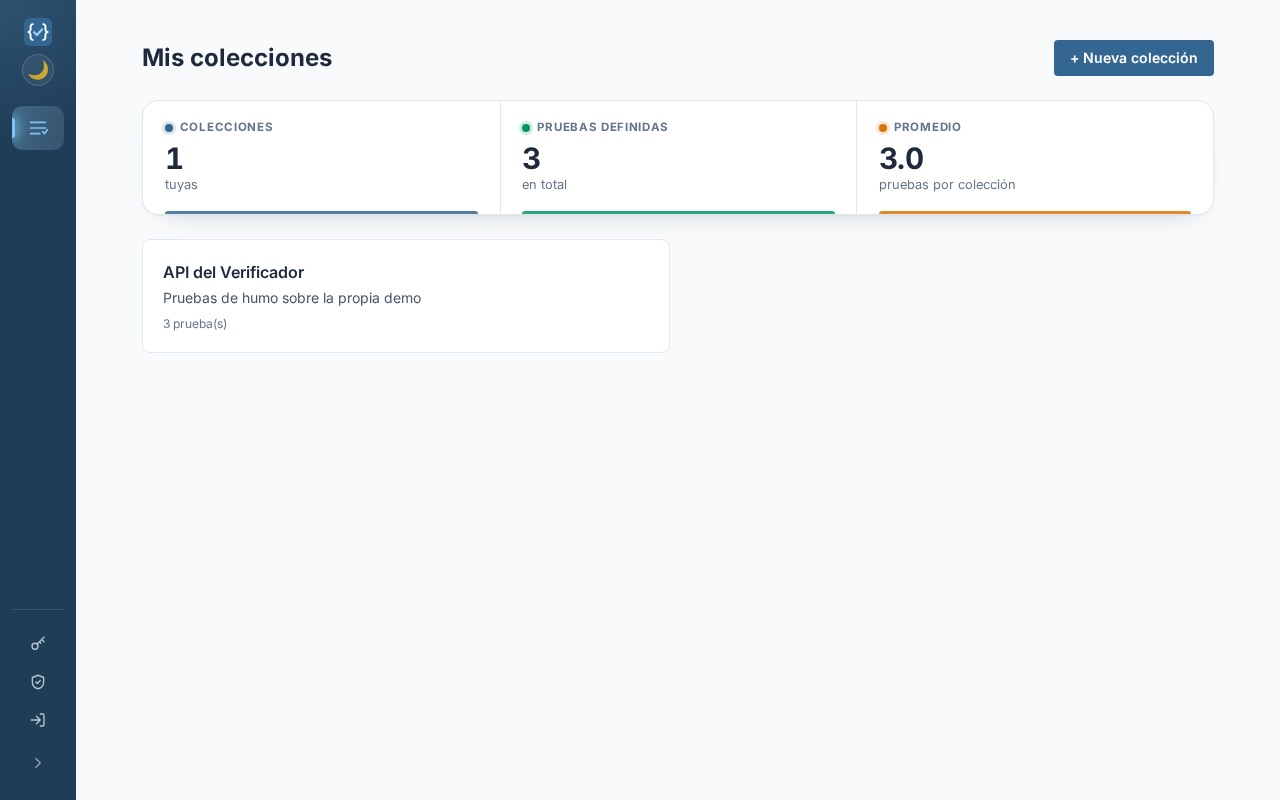 Mis colecciones
+ Nueva colección
COLECCIONES
1
tuyas
PRUEBAS DEFINIDAS
3
en total
PROMEDIO
3.0
pruebas por colección
API del Verificador
Pruebas de humo sobre la propia demo
3 prueba(s)